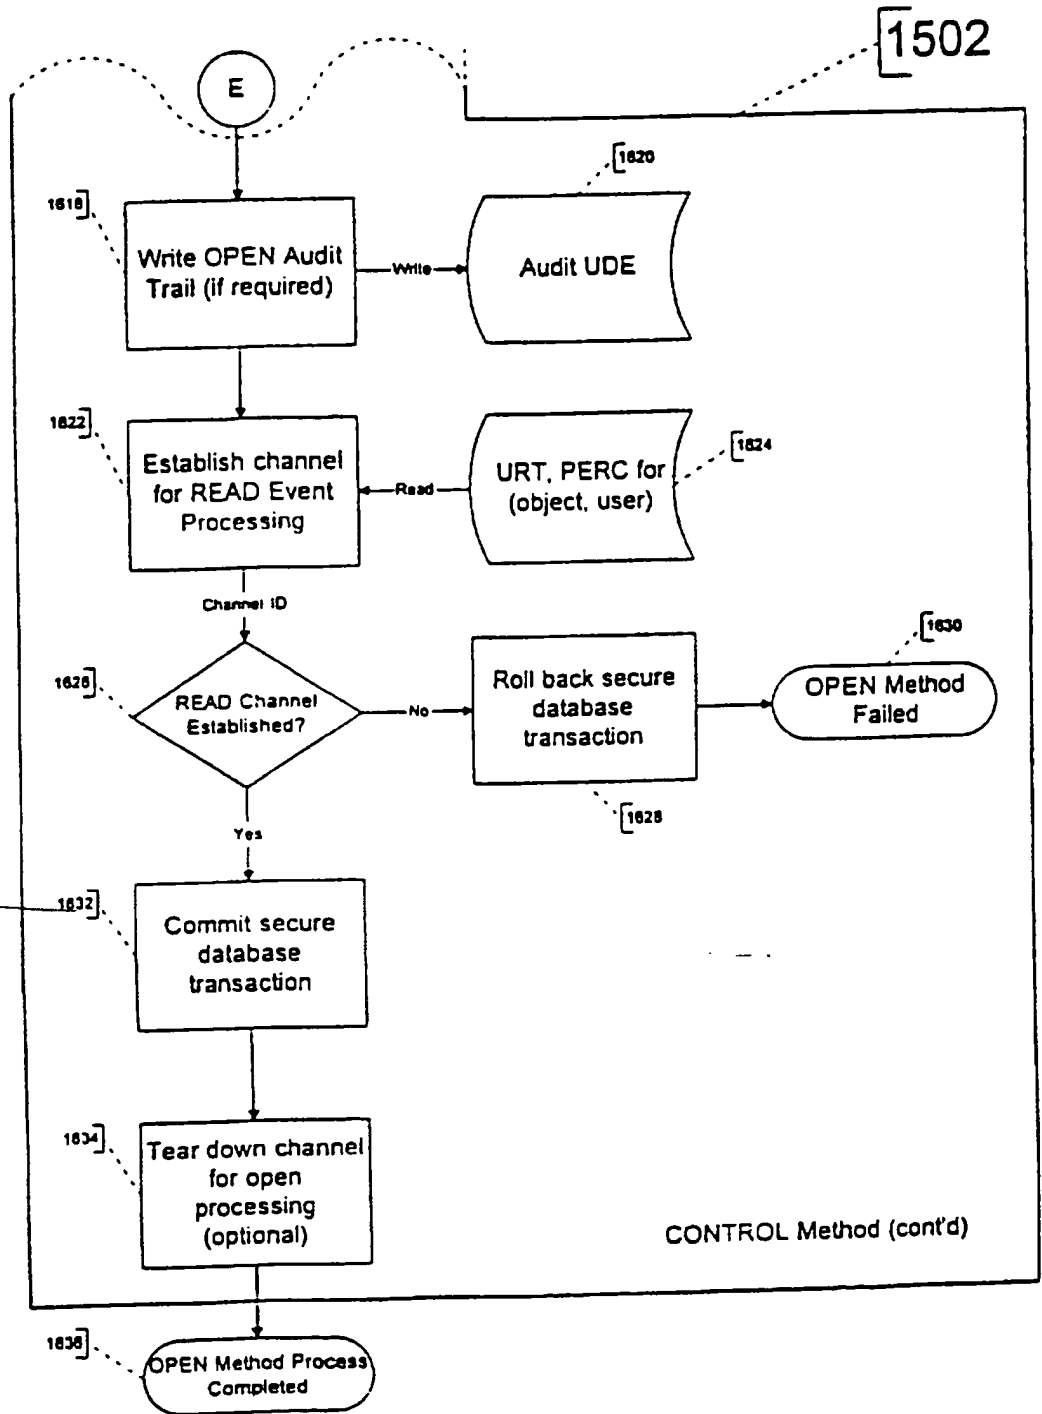 1502
E
1618
Write OPEN Audit
Trail (if required)
Write
1620
Audit UDE
1622
Establish channel
for READ Event
Processing
Read
URT, PERC for
(object, user)
1624
Channel ID
1626
READ Channel
Established?
No
Roll back secure
database
transaction
1628
OPEN Method
Failed
1630
Yes
1632
Commit secure
database
transaction
1634
Tear down channel
for open
processing
(optional)
CONTROL Method (cont'd)
1636
OPEN Method Process
Completed